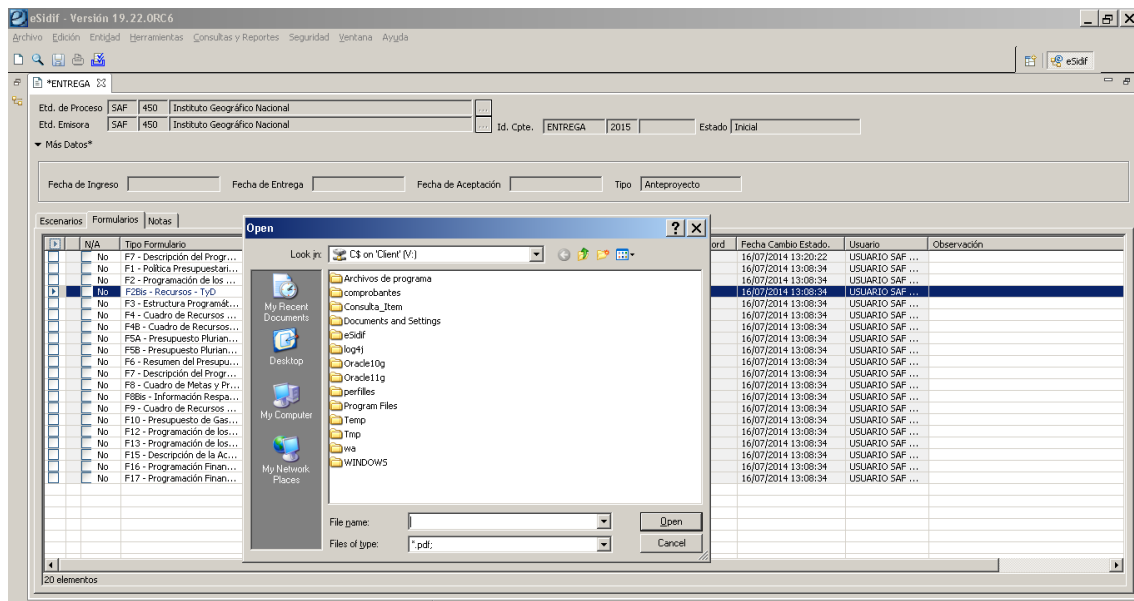 eSidif - Versión 19.22.0RC6
Archivo Edición Entidad Herramientas Consultas y Reportes Seguridad Ventana Ayuda
eSidif
*ENTREGA
Etd. de Proceso SAF 450 Instituto Geográfico Nacional ...
Etd. Emisora SAF 450 Instituto Geográfico Nacional ... Id. Cpte. ENTREGA 2015 Estado Inicial
Más Datos*
Fecha de Ingreso Fecha de Entrega Fecha de Aceptación Tipo Anteproyecto
Escenarios Formularios Notas
N/A Tipo Formulario ord Fecha Cambio Estado. Usuario Observación
No F7 - Descripción del Progr... 16/07/2014 13:20:22 USUARIO SAF ...
No F1 - Política Presupuestari... 16/07/2014 13:08:34 USUARIO SAF ...
No F2 - Programación de los ... 16/07/2014 13:08:34 USUARIO SAF ...
No F2Bis - Recursos - TyD 16/07/2014 13:08:34 USUARIO SAF ...
No F3 - Estructura Programát... 16/07/2014 13:08:34 USUARIO SAF ...
No F4 - Cuadro de Recursos ... 16/07/2014 13:08:34 USUARIO SAF ...
No F4B - Cuadro de Recursos... 16/07/2014 13:08:34 USUARIO SAF ...
No F5A - Presupuesto Plurian... 16/07/2014 13:08:34 USUARIO SAF ...
No F5B - Presupuesto Plurian... 16/07/2014 13:08:34 USUARIO SAF ...
No F6 - Resumen del Presupu... 16/07/2014 13:08:34 USUARIO SAF ...
No F7 - Descripción del Progr... 16/07/2014 13:08:34 USUARIO SAF ...
No F8 - Cuadro de Metas y Pr... 16/07/2014 13:08:34 USUARIO SAF ...
No F8Bis - Información Respa... 16/07/2014 13:08:34 USUARIO SAF ...
No F9 - Cuadro de Recursos ... 16/07/2014 13:08:34 USUARIO SAF ...
No F10 - Presupuesto de Gas... 16/07/2014 13:08:34 USUARIO SAF ...
No F12 - Programación de los... 16/07/2014 13:08:34 USUARIO SAF ...
No F13 - Programación de los... 16/07/2014 13:08:34 USUARIO SAF ...
No F15 - Descripción de la Ac... 16/07/2014 13:08:34 USUARIO SAF ...
No F16 - Programación Finan... 16/07/2014 13:08:34 USUARIO SAF ...
No F17 - Programación Finan... 16/07/2014 13:08:34 USUARIO SAF ...
20 elementos
Open
Look in: C$ on 'Client' (V:)
My Recent Documents
Desktop
My Computer
My Network Places
Archivos de programa
comprobantes
Consulta_Item
Documents and Settings
eSidif
log4j
Oracle10g
Oracle11g
perfilles
Program Files
Temp
Tmp
wa
WINDOWS
File name: Open
Files of type: *.pdf; Cancel